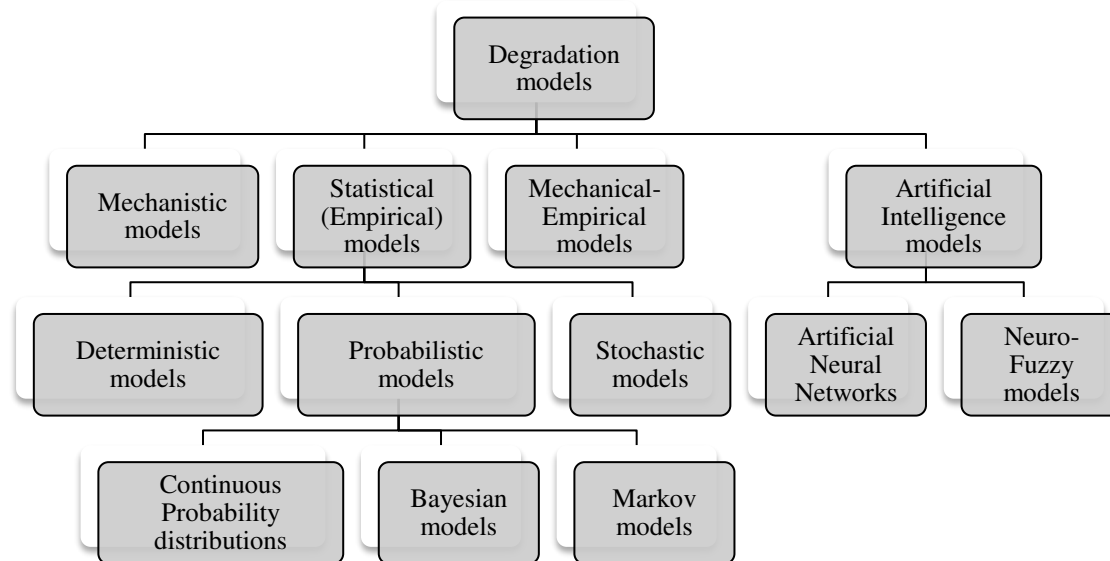 Degradation
models
Mechanistic
models
Statistical
(Empirical)
models
Mechanical-
Empirical
models
Artificial
Intelligence
models
Deterministic
models
Probabilistic
models
Stochastic
models
Artificial
Neural
Networks
Neuro-
Fuzzy
models
Continuous
Probability
distributions
Bayesian
models
Markov
models